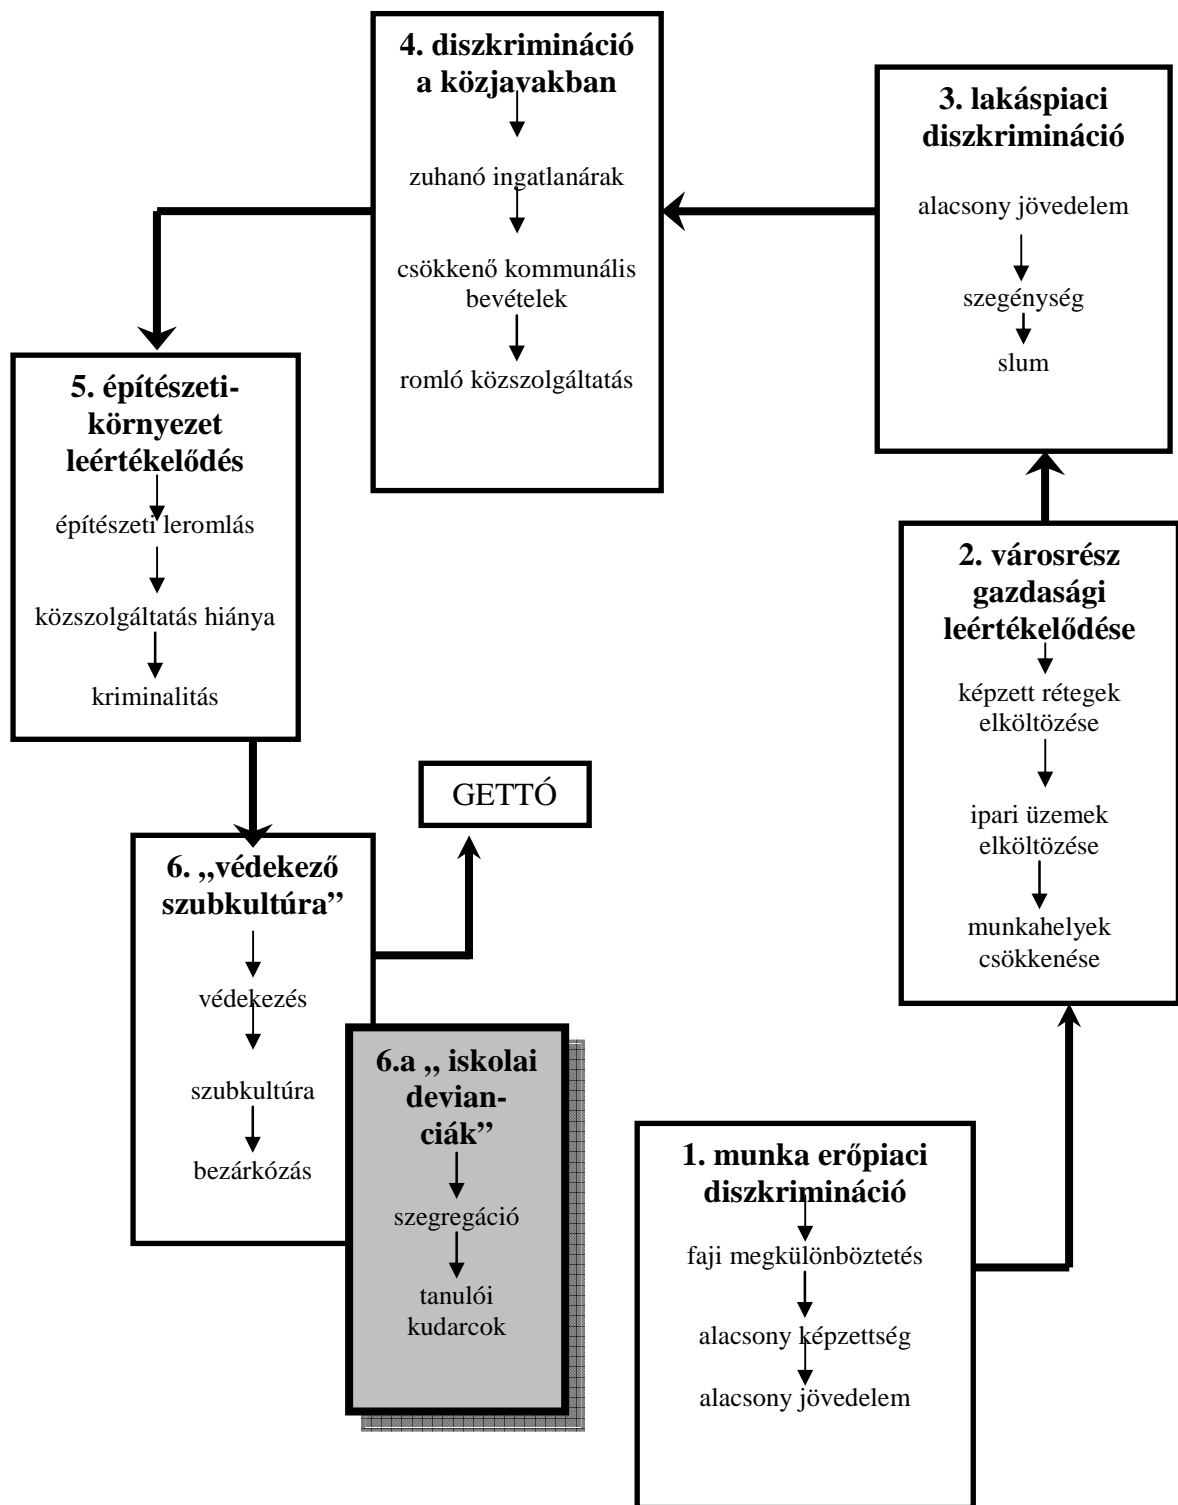 4. diszkrimináció
a közjavakban
zuhanó ingatlanárak
csökkenő kommunális
bevételek
romló közszolgáltatás
3. lakáspiaci
diszkrimináció
alacsony jövedelem
szegénység
slum
5. építészeti-
környezet
leértékelődés
építészeti leromlás
közszolgáltatás hiánya
kriminalitás
2. városrész
gazdasági
leértékelődése
képzett rétegek
elköltözése
ipari üzemek
elköltözése
munkahelyek
csökkenése
GETTÓ
6. „védekező
szubkultúra”
védekezés
szubkultúra
bezárkózás
6.a „ iskolai
devian-
ciák”
szegregáció
tanulói
kudarcok
1. munka erőpiaci
diszkrimináció
faji megkülönböztetés
alacsony képzettség
alacsony jövedelem